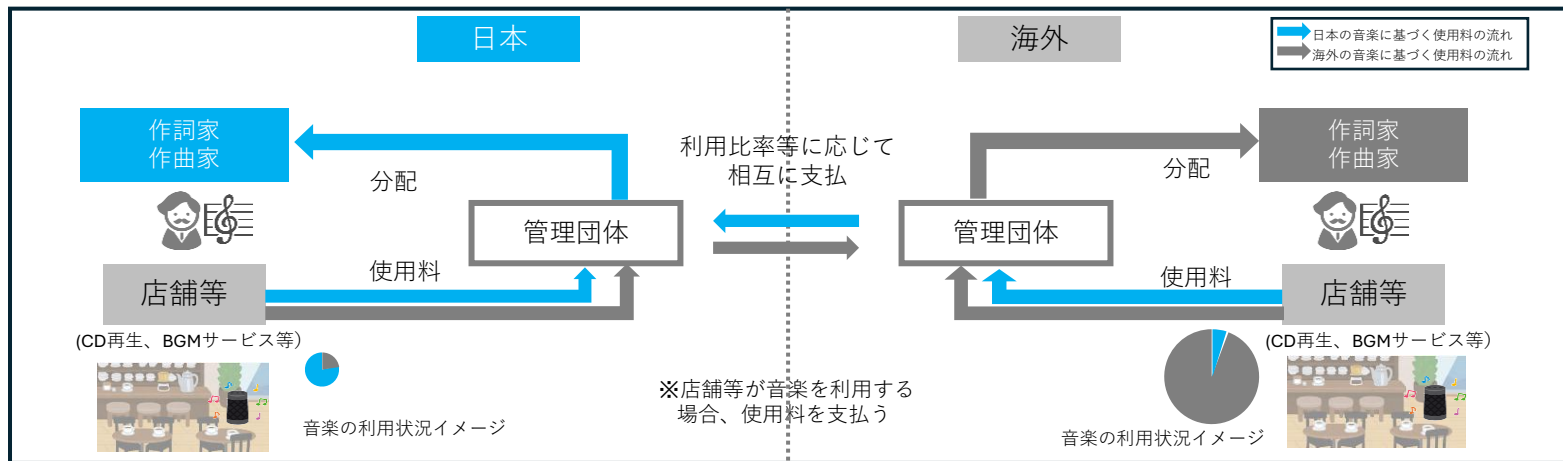 日本
海外
日本の音楽に基づく使用料の流れ
海外の音楽に基づく使用料の流れ
作詞家
作曲家
分配
管理団体
使用料
店舗等
(CD再生、BGMサービス等)
音楽の利用状況イメージ
利用比率等に応じて
相互に支払
※店舗等が音楽を利用する
場合、使用料を支払う
作詞家
作曲家
分配
管理団体
使用料
店舗等
(CD再生、BGMサービス等)
音楽の利用状況イメージ